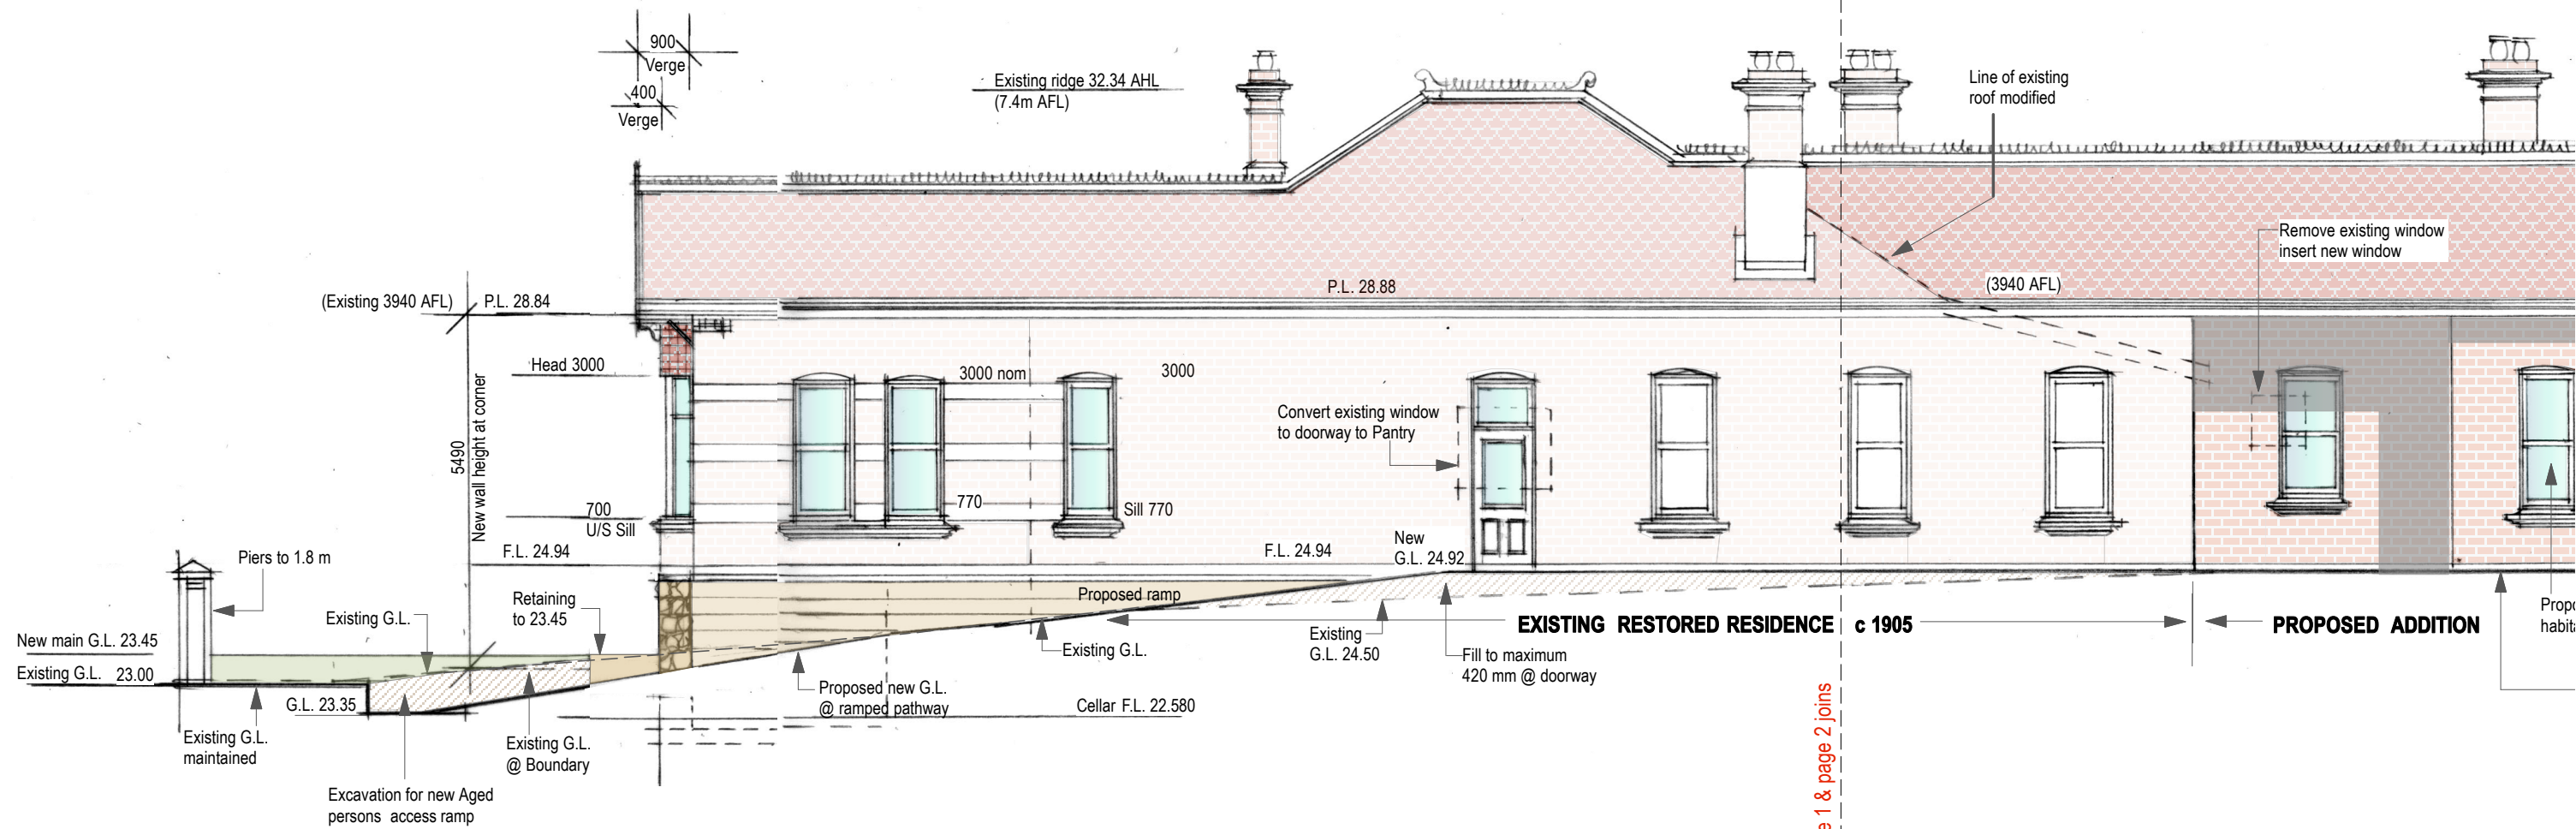 900
Verge
400
Verge
Existing ridge 32.34 AHL
(7.4m AFL)
Line of existing
roof modified
Remove existing window
insert new window
(Existing 3940 AFL)
P.L. 28.84
P.L. 28.88
(3940 AFL)
Head 3000
3000 nom
3000
Convert existing window
to doorway to Pantry
5490
New wall height at corner
700
U/S Sill
770
Sill 770
F.L. 24.94
F.L. 24.94
New
G.L. 24.92
Piers to 1.8 m
Existing G.L.
Retaining
to 23.45
Proposed ramp
New main G.L. 23.45
Existing G.L. 23.00
G.L. 23.35
Existing G.L.
maintained
Existing G.L.
@ Boundary
Excavation for new Aged
persons access ramp
Proposed new G.L.
@ ramped pathway
Existing G.L.
Cellar F.L. 22.580
Existing
G.L. 24.50
Fill to maximum
420 mm @ doorway
EXISTING RESTORED RESIDENCE c 1905
PROPOSED ADDITION
Propo
habita
e 1 & page 2 joins